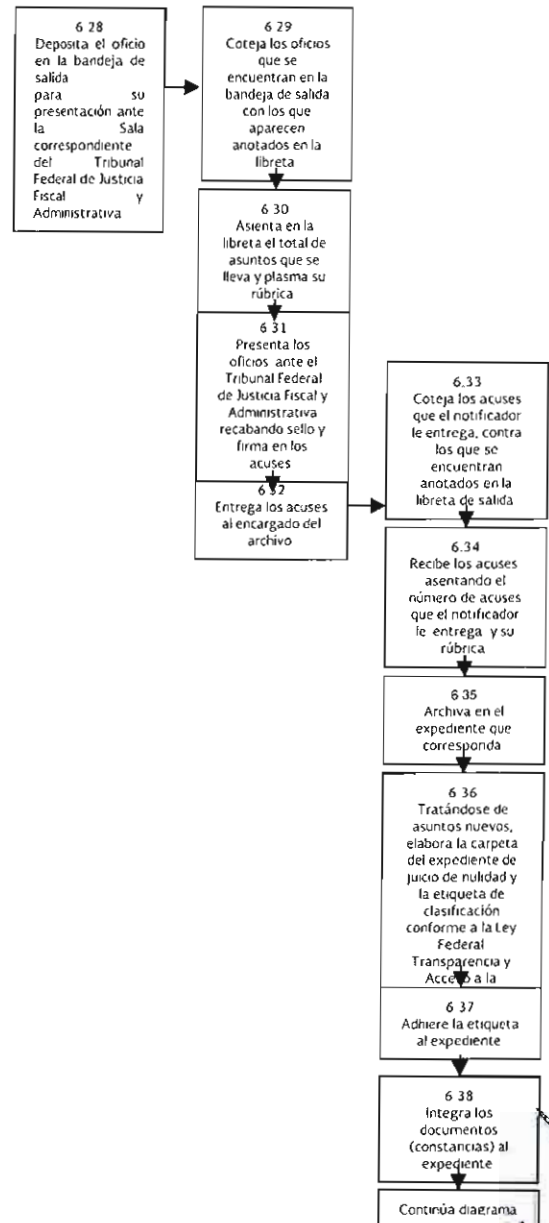 6 28
Deposita el oficio
en la bandeja de
salida
para su
presentación ante
la Sala
correspondiente
del Tribunal
Federal de Justicia
Fiscal y
Administrativa
6 29
Coteja los oficios
que se
encuentran en la
bandeja de salida
con los que
aparecen
anotados en la
libreta
6 30
Asienta en la
libreta el total de
asuntos que se
lleva y plasma su
rúbrica
6 31
Presenta los
oficios ante el
Tribunal Federal
de Justicia Fiscal y
Administrativa
recabando sello y
firma en los
acuses
6 32
Entrega los acuses
al encargado del
archivo
6.33
Coteja los acuses
que el notificador
le entrega, contra
los que se
encuentran
anotados en la
libreta de salida
6.34
Recibe los acuses
asentando el
número de acuses
que el notificador
le entrega y su
rúbrica
6 35
Archiva en el
expediente que
corresponda
6 36
Tratándose de
asuntos nuevos,
elabora la carpeta
del expediente de
juicio de nulidad y
la etiqueta de
clasificación
conforme a la Ley
Federal
Transparencia y
Acceso a la
6 37
Adhiere la etiqueta
al expediente
6 38
Integra los
documentos
(constancias) al
expediente
Continúa diagrama